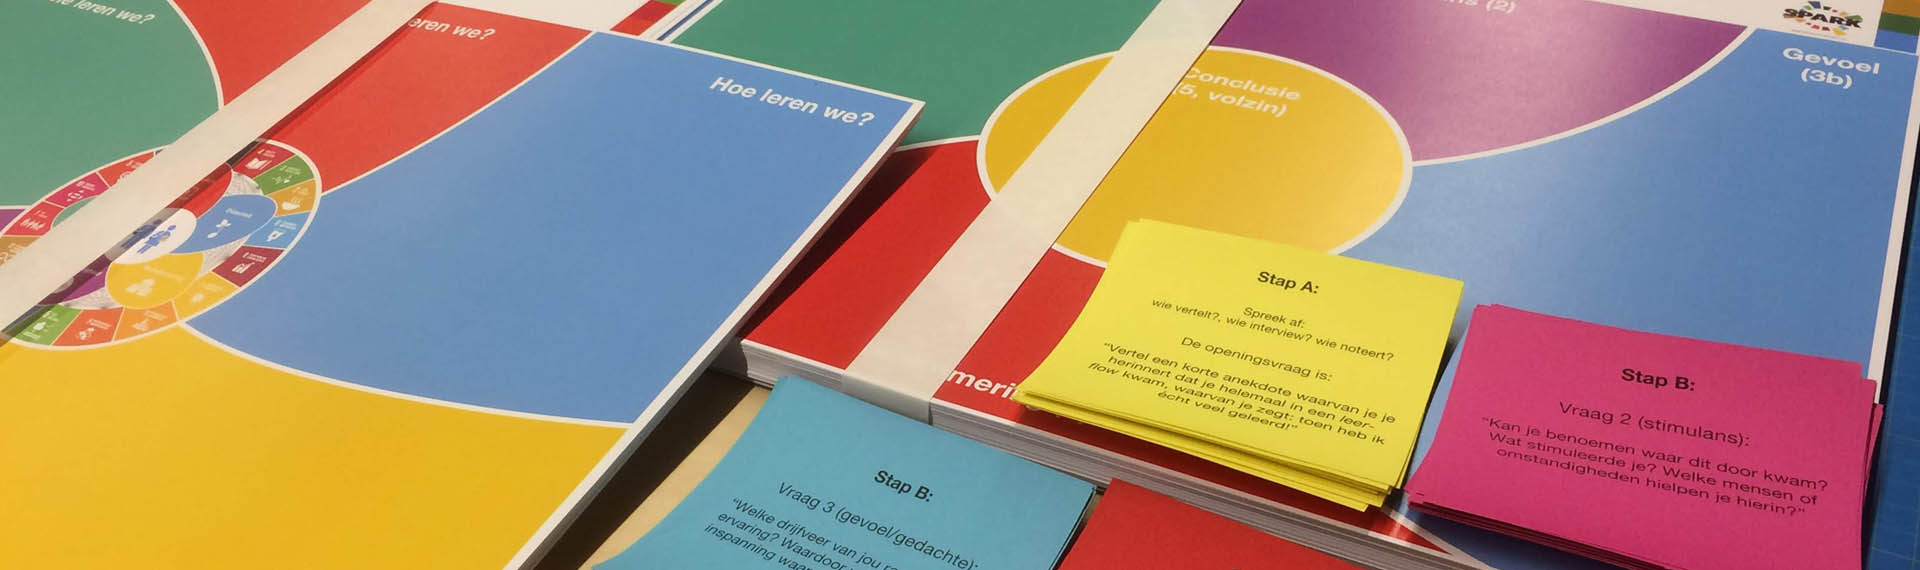 leren we?
eren we?
Hoe leren we?
(2)
SPARK
Gevoel
(3b)
Conclusie
(5, volzin)
Stap A:
Spreek af:
wie vertelt?, wie interview? wie noteert?
De openingsvraag is:
"Vertel een korte anekdote waarvan je je
herinnert dat je helemaal in een leer-
flow kwam, waarvan je zegt: toen heb ik
écht veel geleerd!"
Stap B:
Vraag 2 (stimulans):
"Kan je benoemen waar dit door kwam?
Wat stimuleerde je? Welke mensen of
omstandigheden hielpen je hierin?"
Stap B:
Vraag 3 (gevoel/gedachte):
"Welke drijfveer van jou
ervaring? Waardoor
inspanning